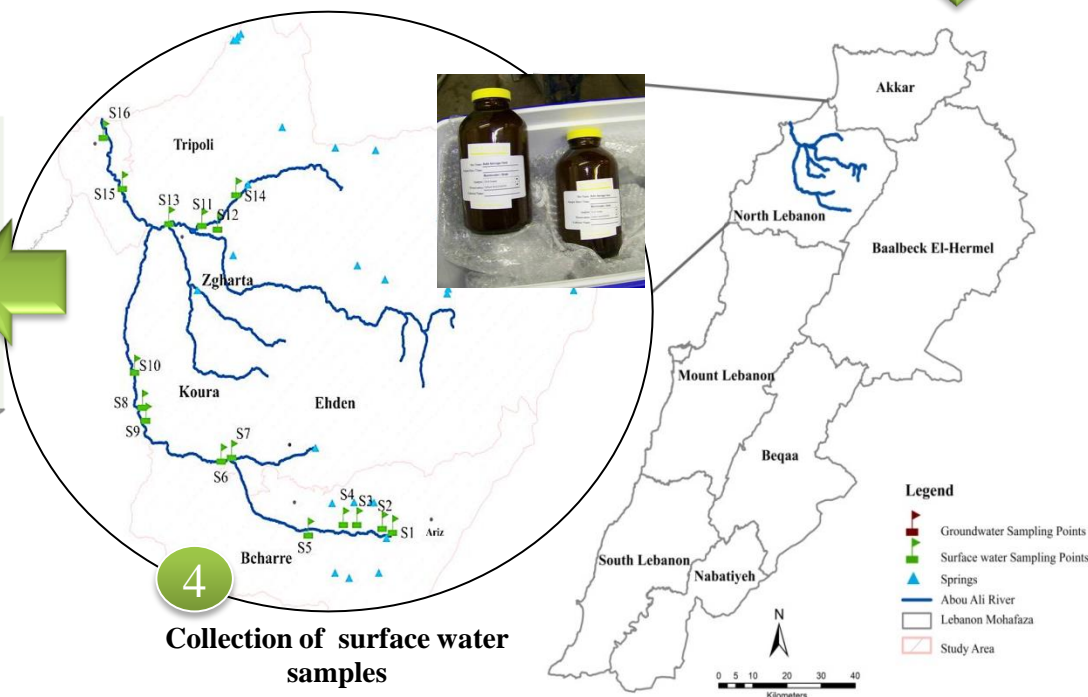 S16
Tripoli
S15
S14
S13
S11
S12
Zgharta
S10
Koura
Ehden
S8
S9
S7
S6
S4
S3
S2
S1
Ariz
S5
Bcharre
4
Collection of surface water
samples
Akkar
North Lebanon
Baalbeck El-Hermel
Mount Lebanon
Beqaa
South Lebanon
Nabatiyeh
Legend
Groundwater Sampling Points
Surface water Sampling Points
Springs
Abou Ali River
Lebanon Mohafaza
Study Area
N
0 5 10 20 30 40
Kilometers